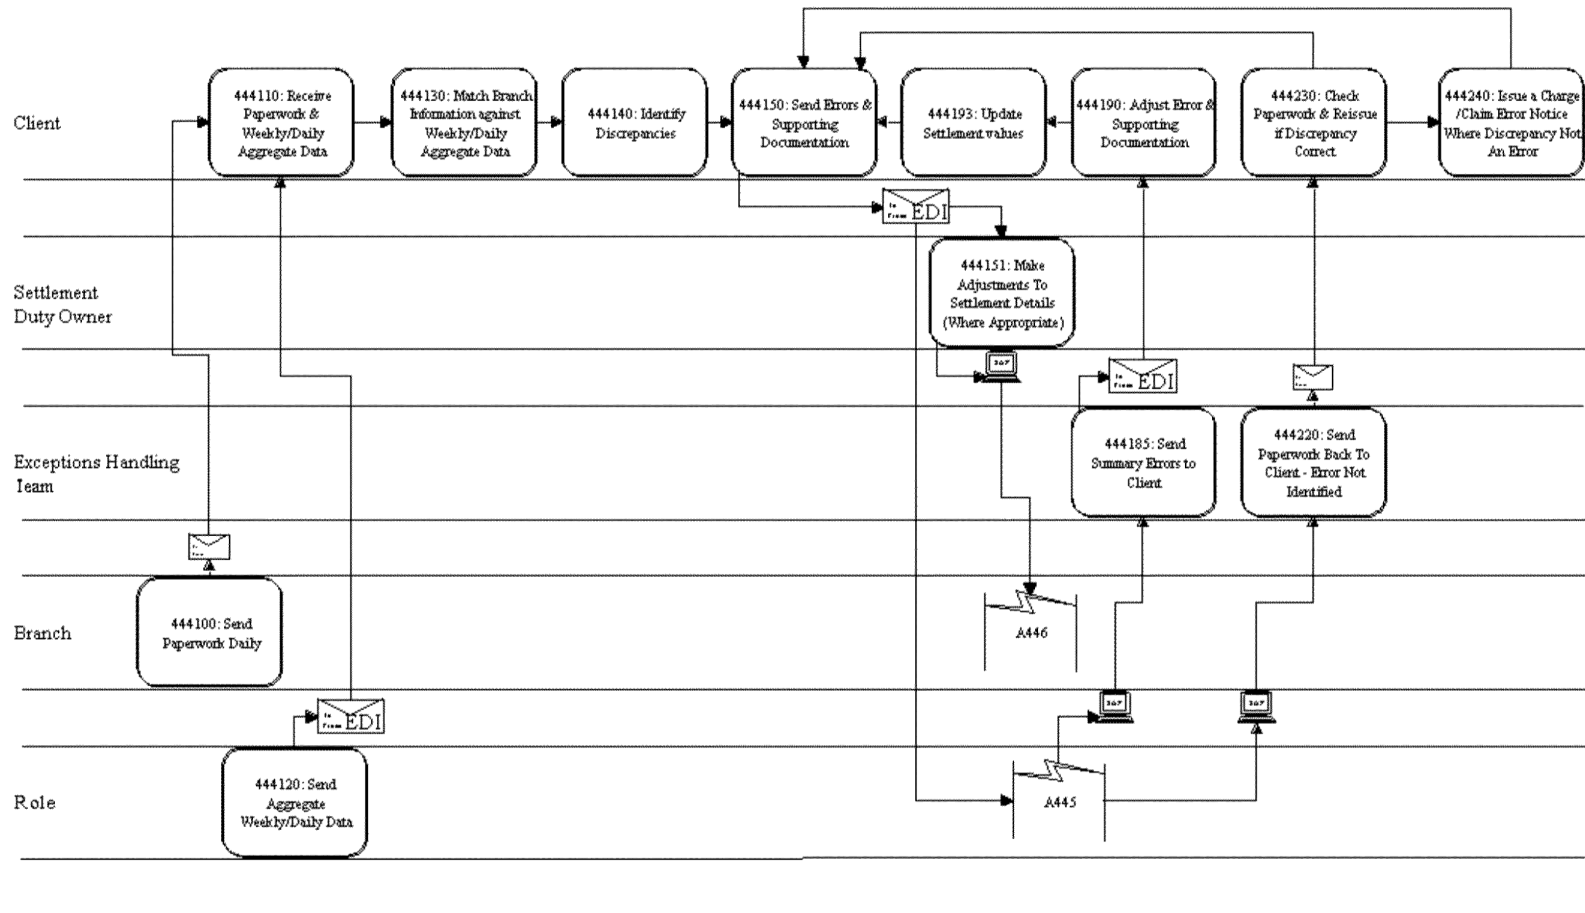 Client
444110: Receive
Paperwork &
Weekly/Daily
Aggregate Data
444130: Match Branch
Information against
Weekly/Daily
Aggregate Data
444140: Identify
Discrepancies
444150: Send Errors &
Supporting
Documentation
444193: Update
Settlement values
444190: Adjust Error &
Supporting
Documentation
444230: Check
Paperwork & Reissue
if Discrepancy
Correct
444240: Issue a Charge
/Claim Error Notice
Where Discrepancy Not
An Error
EDI
Settlement
Duty Owner
444151: Make
Adjustments To
Settlement Details
(Where Appropriate)
EDI
Exceptions Handling
Team
444185: Send
Summary Errors to
Client
444220: Send
Paperwork Back To
Client - Error Not
Identified
Branch
444100: Send
Paperwork Daily
A446
EDI
Role
444120: Send
Aggregate
Weekly/Daily Data
A445